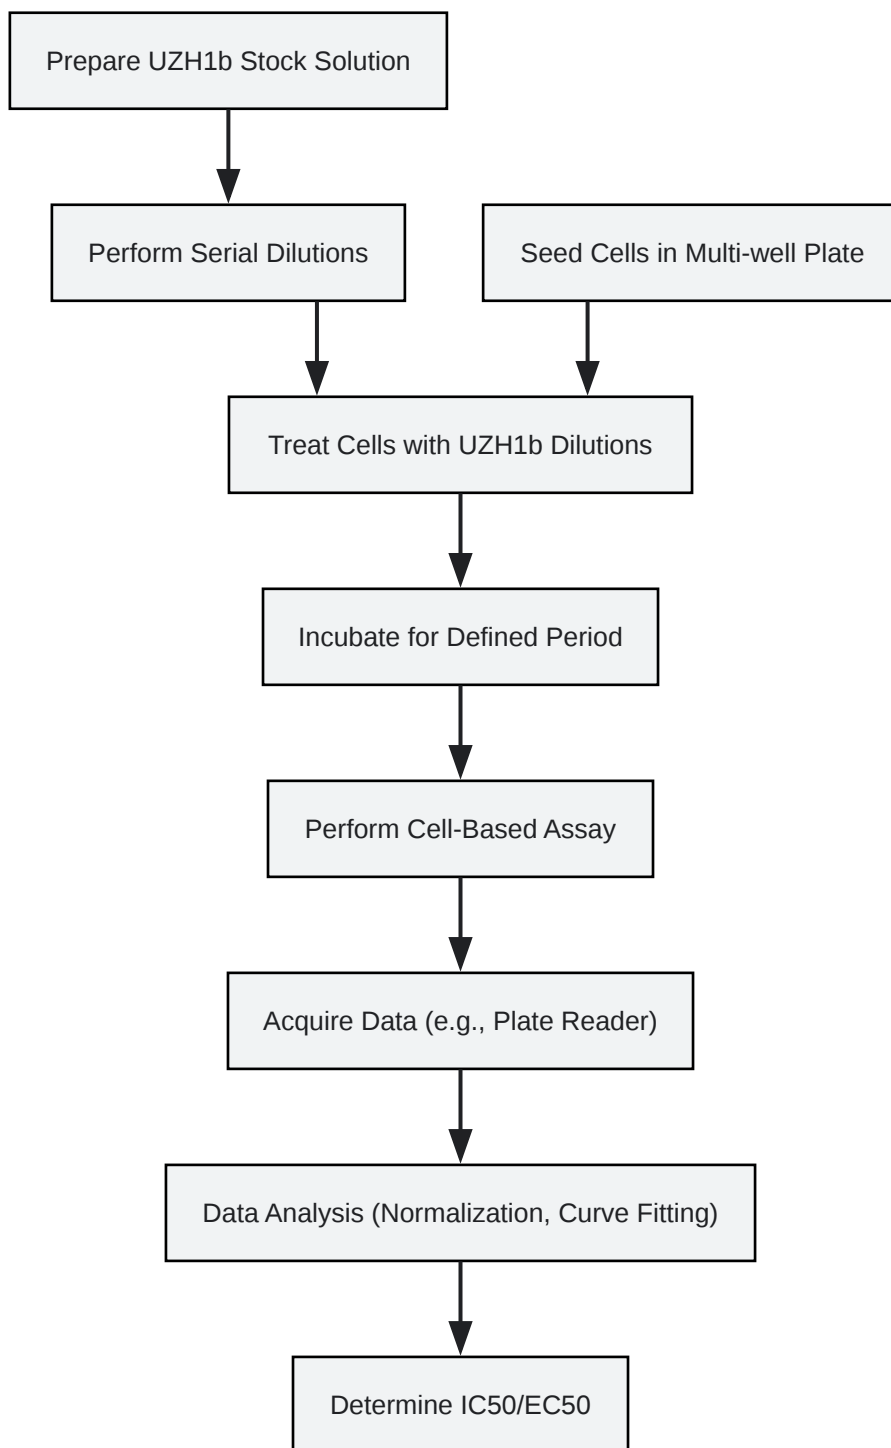 Prepare UZH1b Stock Solution
Perform Serial Dilutions
Seed Cells in Multi-well Plate
Treat Cells with UZH1b Dilutions
Incubate for Defined Period
Perform Cell-Based Assay
Acquire Data (e.g., Plate Reader)
Data Analysis (Normalization, Curve Fitting)
Determine IC50/EC50